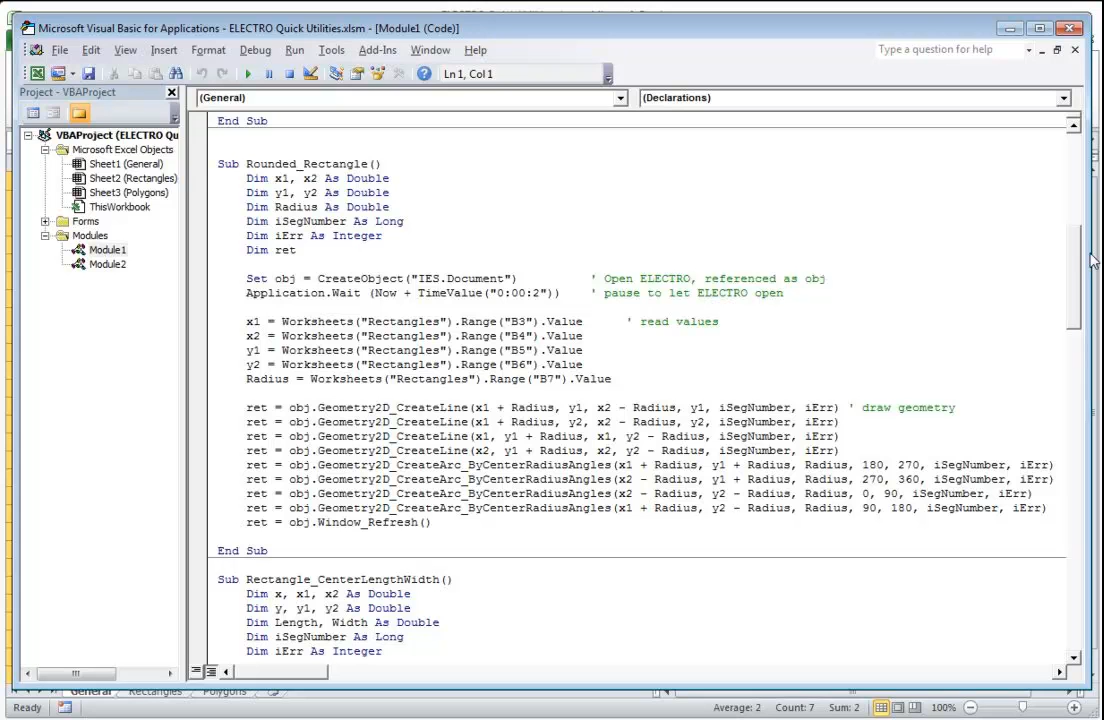 Microsoft Visual Basic for Applications - ELECTRO Quick Utilities.xlsm - [Module1 (Code)]
File Edit View Insert Format Debug Run Tools Add-Ins Window Help
Type a question for help
Ln 1, Col 1
Project - VBAProject
(General)
(Declarations)
VBAProject (ELECTRO Qu
Microsoft Excel Objects
Sheet1 (General)
Sheet2 (Rectangles)
Sheet3 (Polygons)
ThisWorkbook
Forms
Modules
Module1
Module2
End Sub
Sub Rounded_Rectangle()
Dim x1, x2 As Double
Dim y1, y2 As Double
Dim Radius As Double
Dim iSegNumber As Long
Dim iErr As Integer
Dim ret
Set obj = CreateObject("IES.Document") ' Open ELECTRO, referenced as obj
Application.Wait (Now + TimeValue("0:00:2")) ' pause to let ELECTRO open
x1 = Worksheets("Rectangles").Range("B3").Value ' read values
x2 = Worksheets("Rectangles").Range("B4").Value
y1 = Worksheets("Rectangles").Range("B5").Value
y2 = Worksheets("Rectangles").Range("B6").Value
Radius = Worksheets("Rectangles").Range("B7").Value
ret = obj.Geometry2D_CreateLine(x1 + Radius, y1, x2 - Radius, y1, iSegNumber, iErr) ' draw geometry
ret = obj.Geometry2D_CreateLine(x1 + Radius, y2, x2 - Radius, y2, iSegNumber, iErr)
ret = obj.Geometry2D_CreateLine(x1, y1 + Radius, x1, y2 - Radius, iSegNumber, iErr)
ret = obj.Geometry2D_CreateLine(x2, y1 + Radius, x2, y2 - Radius, iSegNumber, iErr)
ret = obj.Geometry2D_CreateArc_ByCenterRadiusAngles(x1 + Radius, y1 + Radius, Radius, 180, 270, iSegNumber, iErr)
ret = obj.Geometry2D_CreateArc_ByCenterRadiusAngles(x2 - Radius, y1 + Radius, Radius, 270, 360, iSegNumber, iErr)
ret = obj.Geometry2D_CreateArc_ByCenterRadiusAngles(x2 - Radius, y2 - Radius, Radius, 0, 90, iSegNumber, iErr)
ret = obj.Geometry2D_CreateArc_ByCenterRadiusAngles(x1 + Radius, y2 - Radius, Radius, 90, 180, iSegNumber, iErr)
ret = obj.Window_Refresh()
End Sub
Sub Rectangle_CenterLengthWidth()
Dim x, x1, x2 As Double
Dim y, y1, y2 As Double
Dim Length, Width As Double
Dim iSegNumber As Long
Dim iErr As Integer
General Rectangles Polygons
Ready
Average: 2 Count: 7 Sum: 2 100%